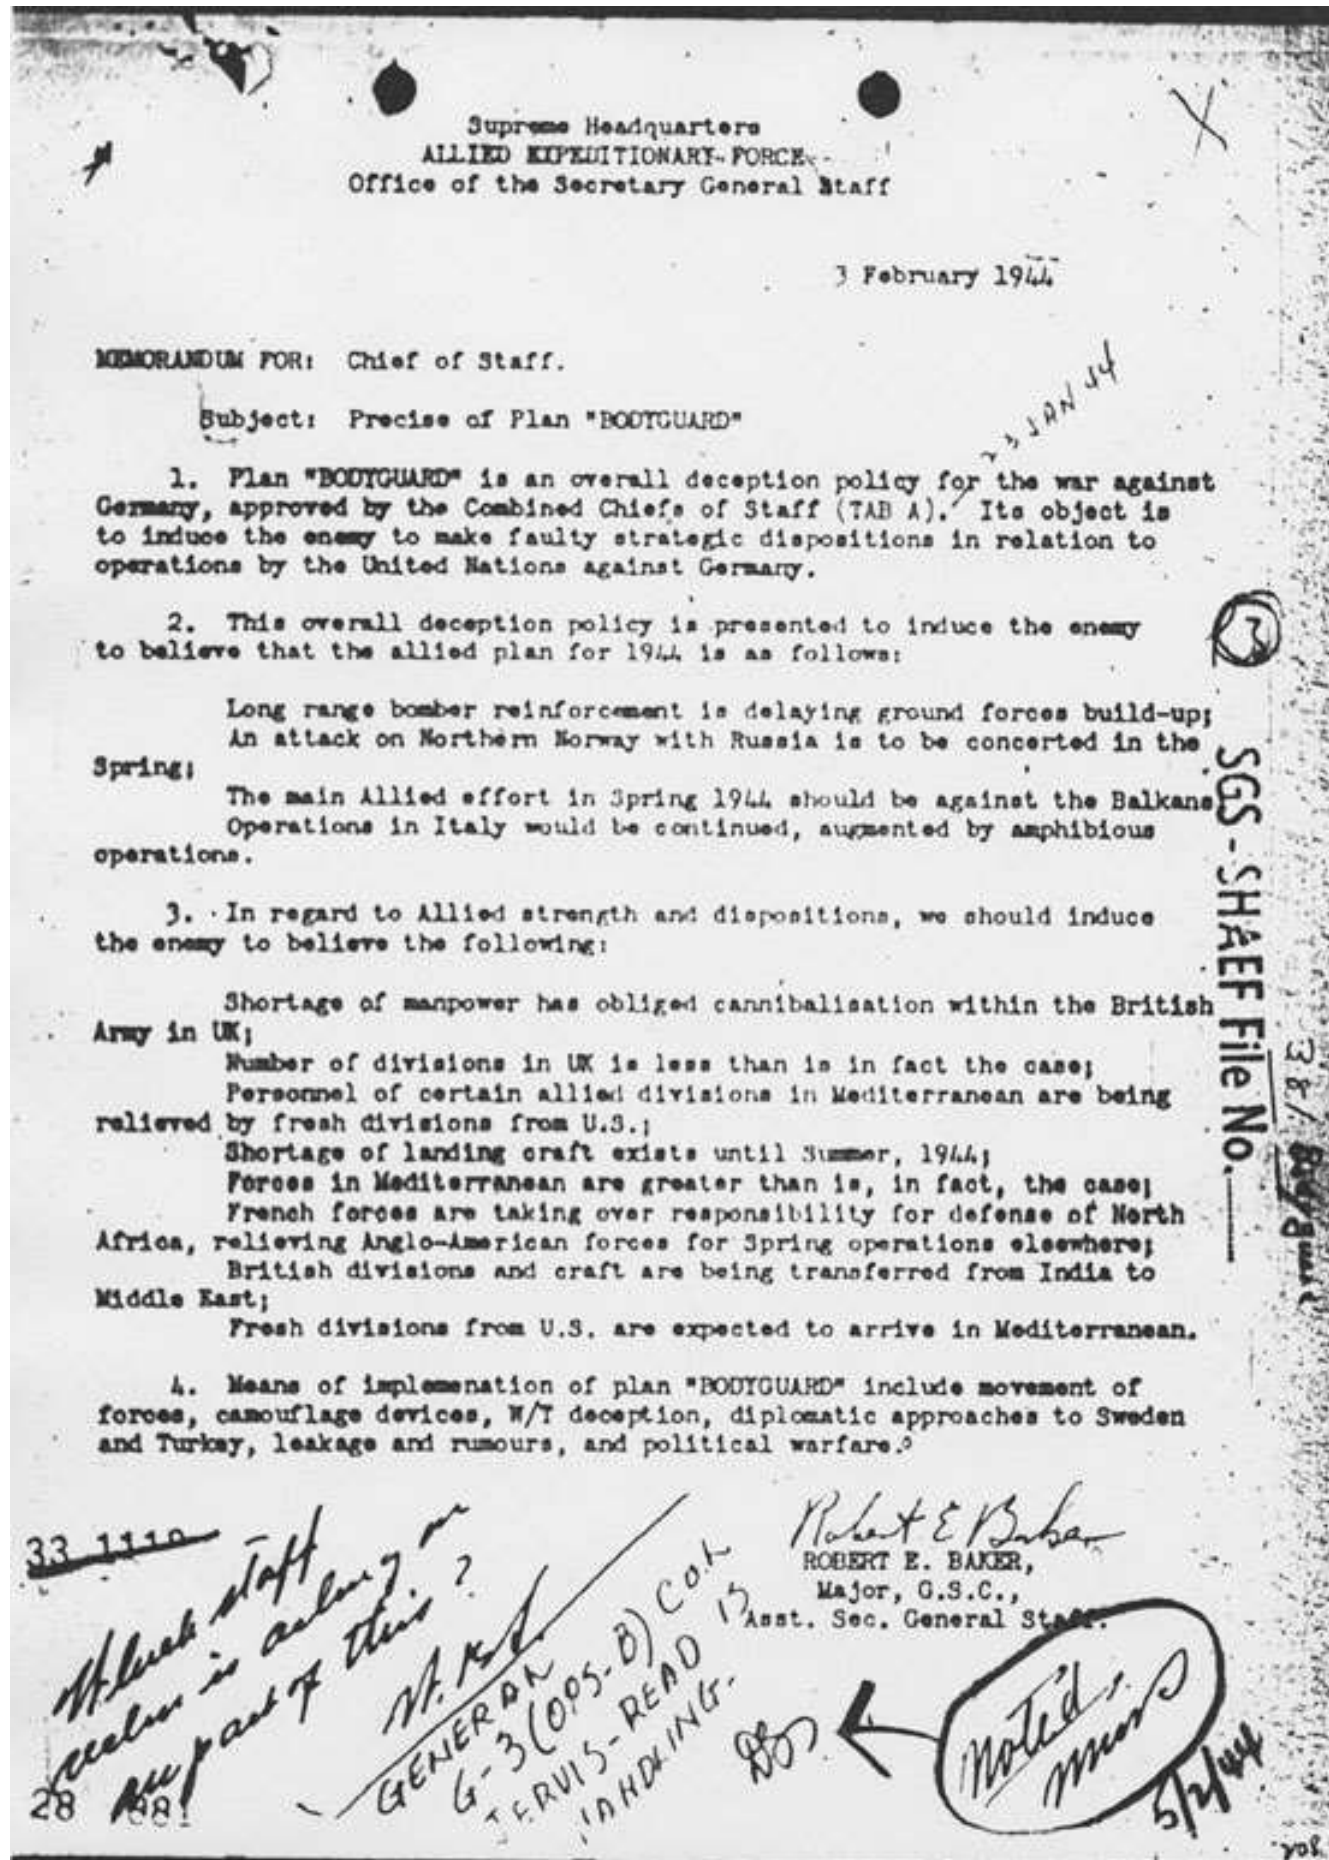 Supreme Headquarters
ALLIED EXPEDITIONARY FORCE
Office of the Secretary General Staff
3 February 1944
MEMORANDUM FOR: Chief of Staff.
23 JAN 44
Subject: Precise of Plan "BODYGUARD"
1. Plan "BODYGUARD" is an overall deception policy for the war against
Germany, approved by the Combined Chiefs of Staff (TAB A). Its object is
to induce the enemy to make faulty strategic dispositions in relation to
operations by the United Nations against Germany.
2. This overall deception policy is presented to induce the enemy
to believe that the allied plan for 1944 is as follows:
Long range bomber reinforcement is delaying ground forces build-up;
An attack on Northern Norway with Russia is to be concerted in the
Spring;
The main Allied effort in Spring 1944 should be against the Balkans
Operations in Italy would be continued, augmented by amphibious
operations.
3. In regard to Allied strength and dispositions, we should induce
the enemy to believe the following:
Shortage of manpower has obliged cannibalisation within the British
Army in UK;
Number of divisions in UK is less than is in fact the case;
Personnel of certain allied divisions in Mediterranean are being
relieved by fresh divisions from U.S.;
Shortage of landing craft exists until Summer, 1944;
Forces in Mediterranean are greater than is, in fact, the case;
French forces are taking over responsibility for defense of North
Africa, relieving Anglo-American forces for Spring operations elsewhere;
British divisions and craft are being transferred from India to
Middle East;
Fresh divisions from U.S. are expected to arrive in Mediterranean.
4. Means of implemenation of plan "BODYGUARD" include movement of
forces, camouflage devices, W/T deception, diplomatic approaches to Sweden
and Turkey, leakage and rumours, and political warfare.
3
SGS - SHAEF File No.
381 Bodyguard
Robert E Baker
ROBERT E. BAKER,
Major, G.S.C.,
Asst. Sec. General Staff.
33 111
staff
is acting on
part of this?
GENERAL
G-3 (OPS-B) COL
JERVIS-READ IS
HANDLING.
Noted,
5/2/44
28 881
208